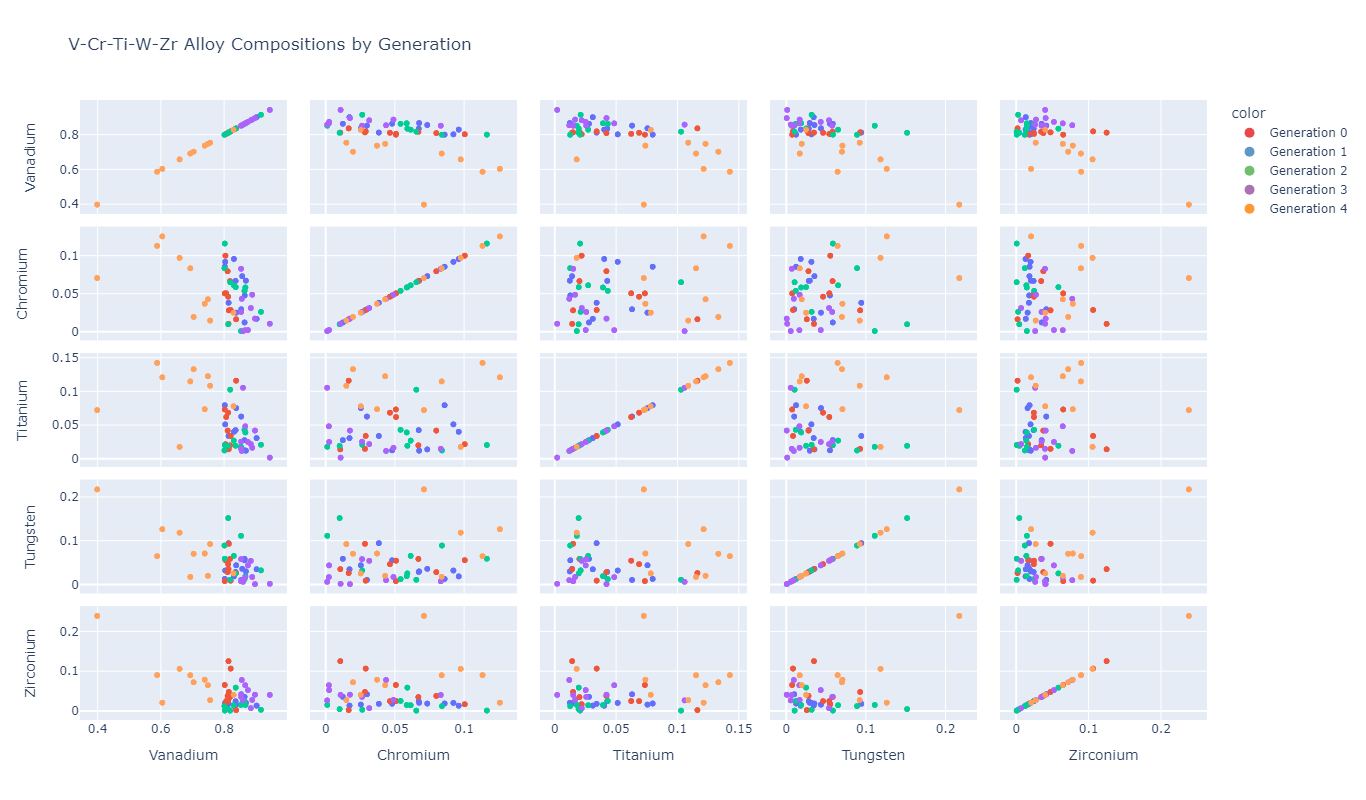 V-Cr-Ti-W-Zr Alloy Compositions by Generation
color
Generation 0
Generation 1
Generation 2
Generation 3
Generation 4
Vanadium
0.8
0.6
0.4
Chromium
0.1
0.05
0
Titanium
0.15
0.1
0.05
0
Tungsten
0.2
0.1
0
Zirconium
0.2
0.1
0
0.4 0.6 0.8
0 0.05 0.1
0 0.05 0.1 0.15
0 0.1 0.2
0 0.1 0.2
Vanadium
Chromium
Titanium
Tungsten
Zirconium